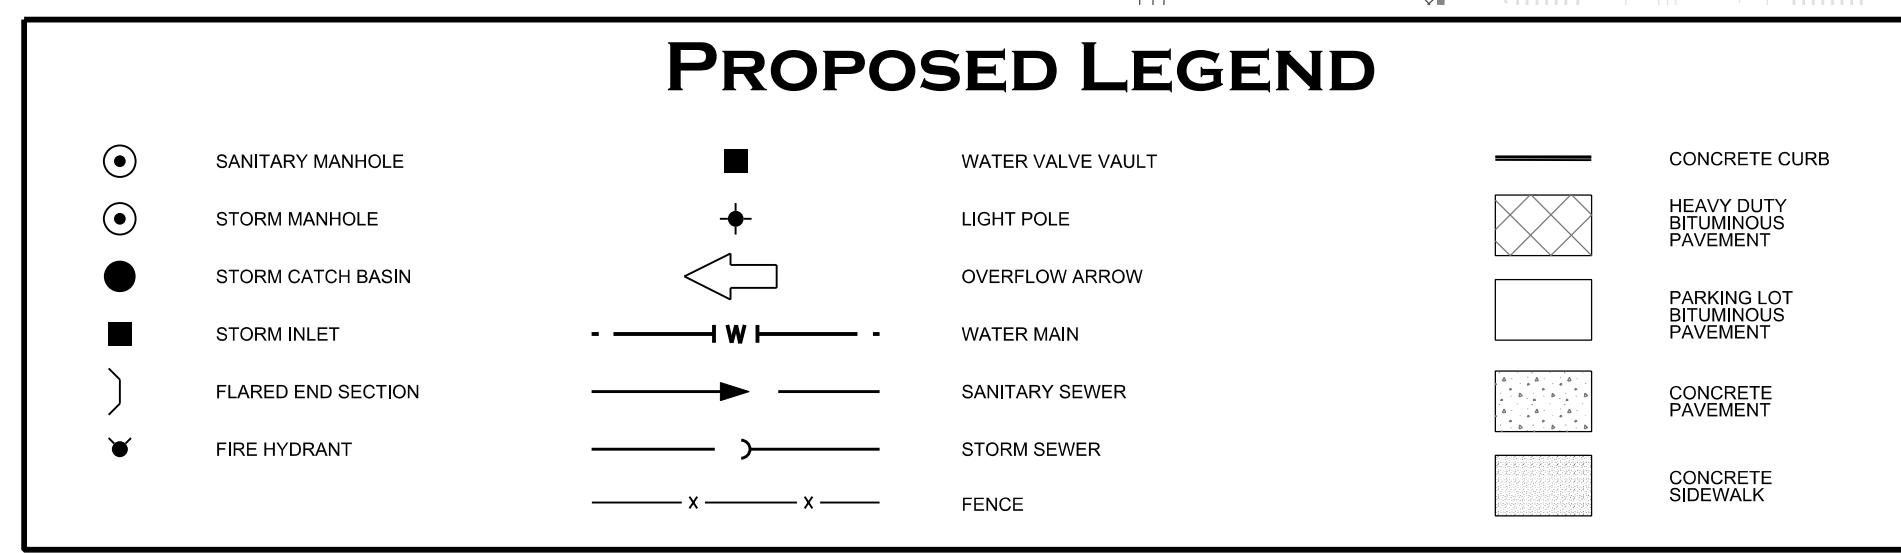 PROPOSED LEGEND
SANITARY MANHOLE
STORM MANHOLE
STORM CATCH BASIN
STORM INLET
FLARED END SECTION
FIRE HYDRANT
WATER VALVE VAULT
LIGHT POLE
OVERFLOW ARROW
W
WATER MAIN
SANITARY SEWER
STORM SEWER
x x
FENCE
CONCRETE CURB
HEAVY DUTY
BITUMINOUS
PAVEMENT
PARKING LOT
BITUMINOUS
PAVEMENT
CONCRETE
PAVEMENT
CONCRETE
SIDEWALK